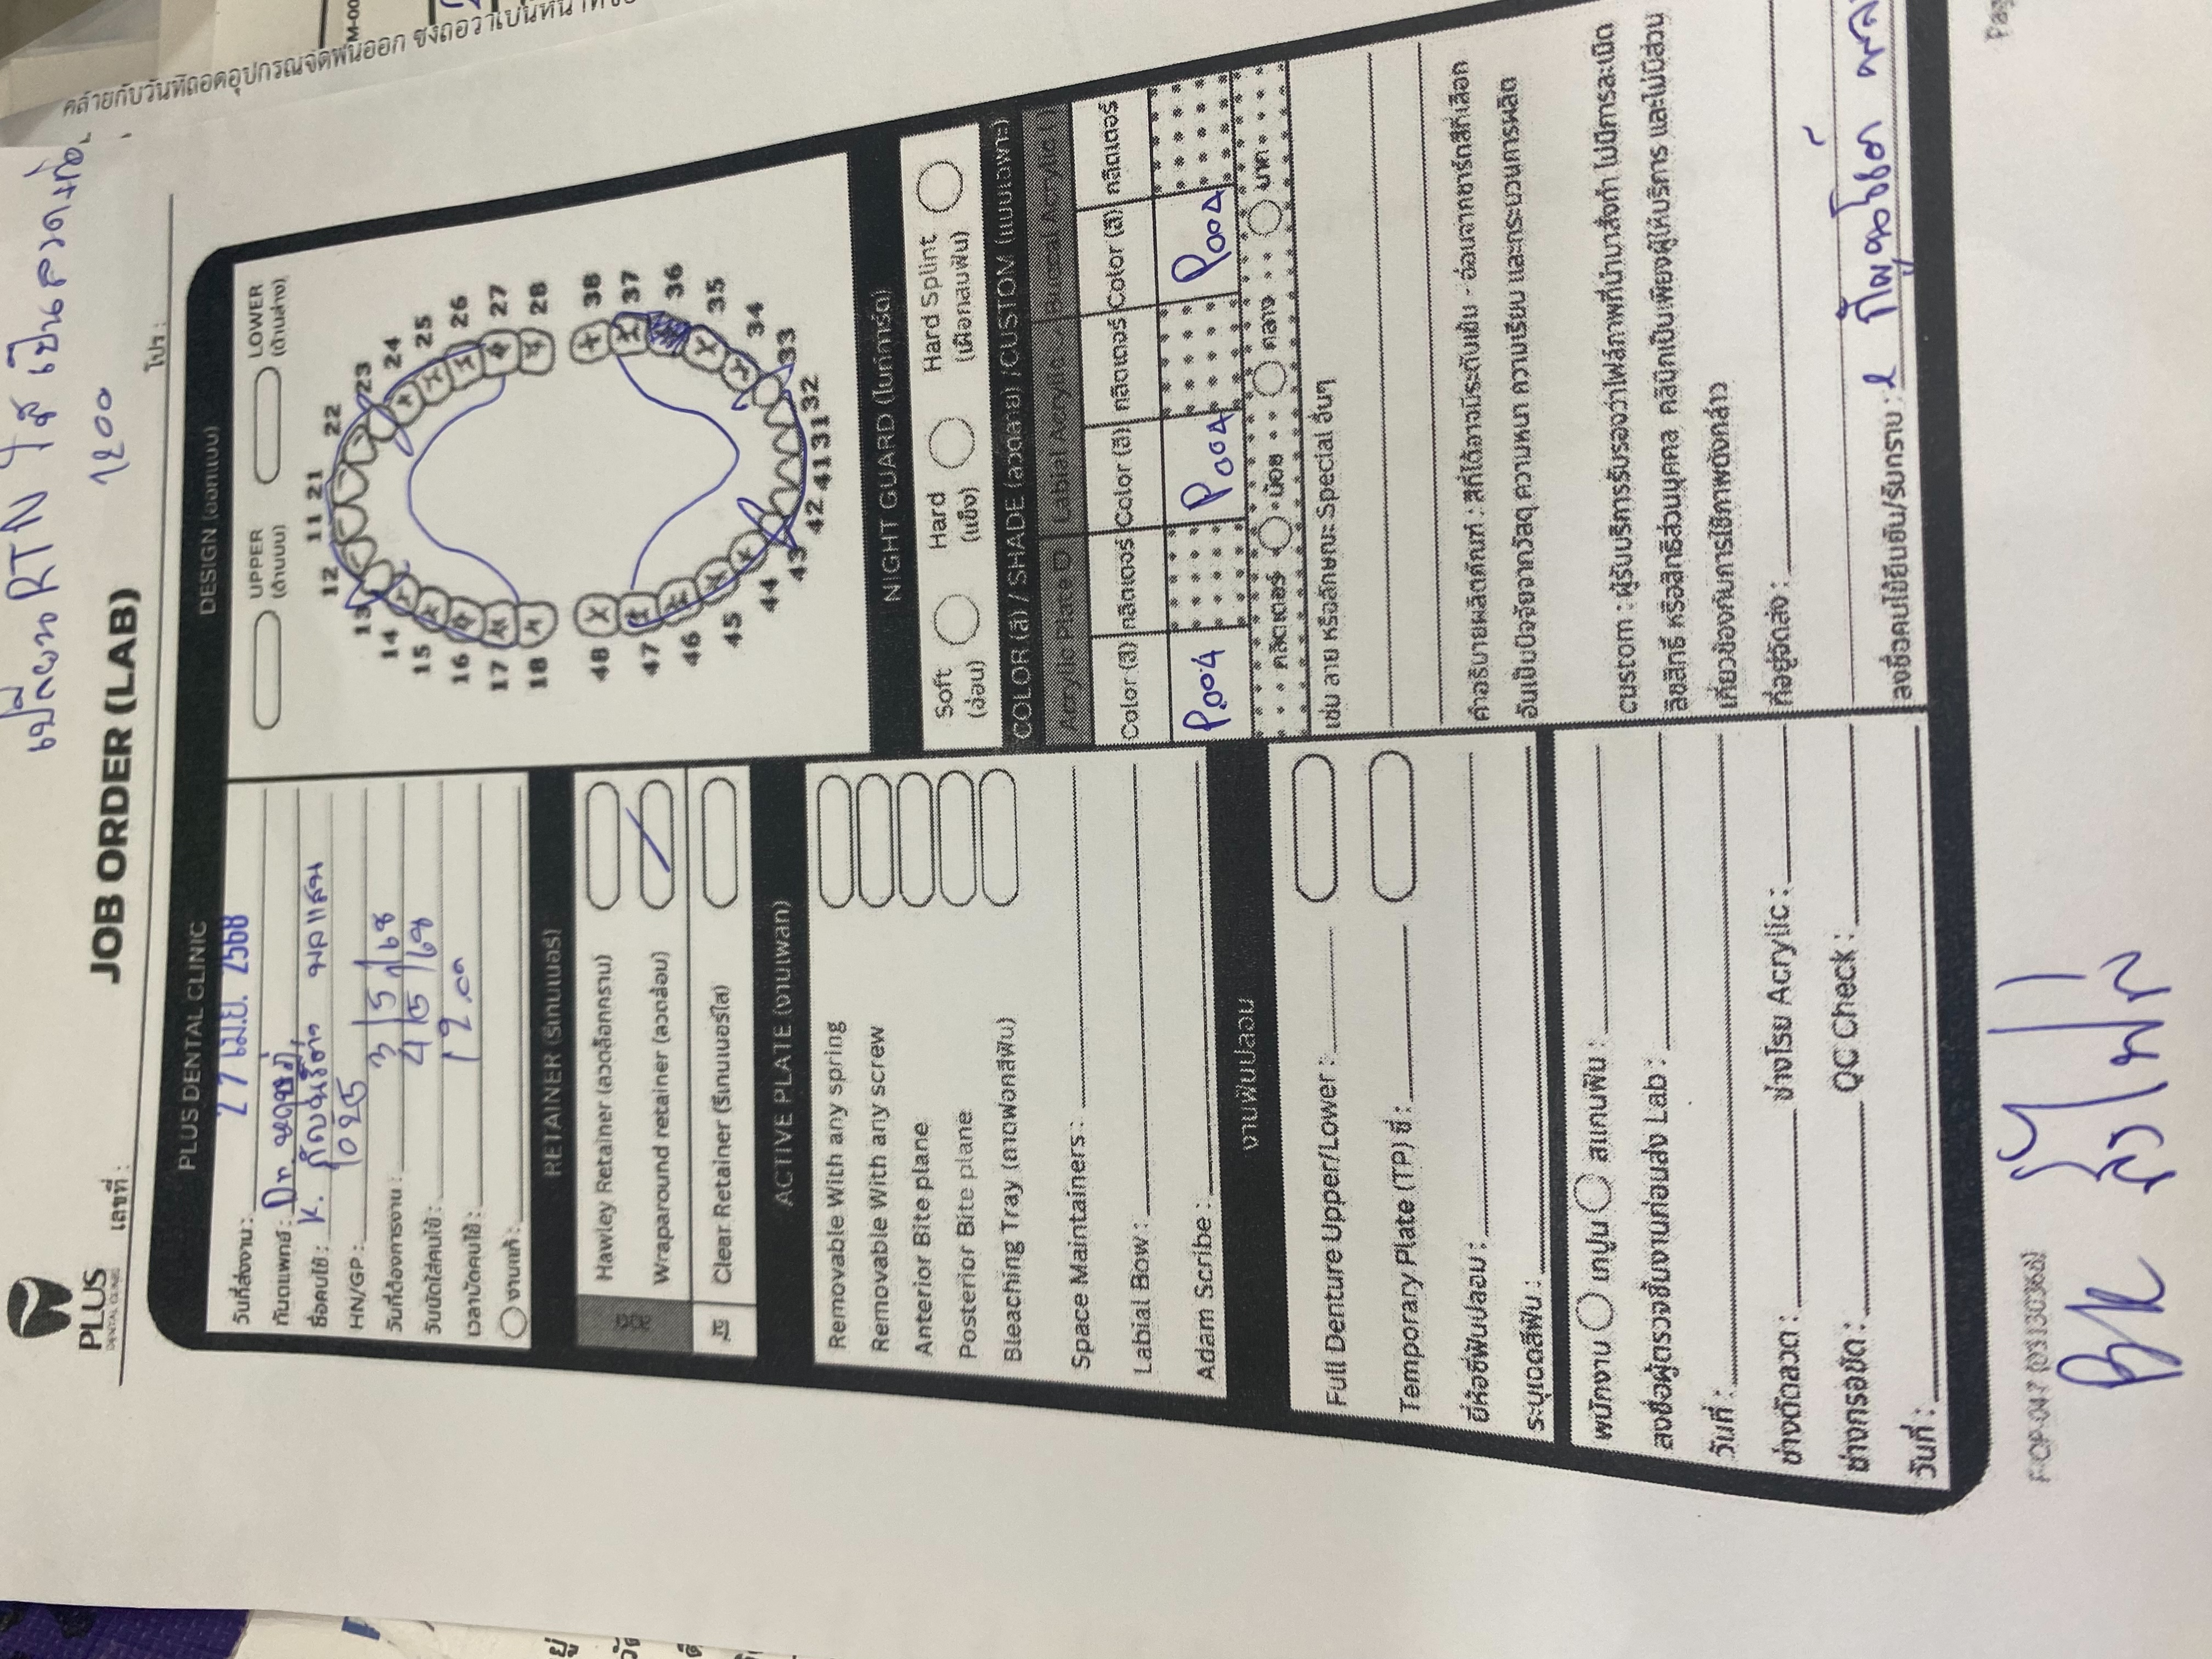 PLUS
DENTAL CLINIC
เลขที่ :
JOB ORDER (LAB)
เปลี่ยน RTN ใส เป็นลวด
1200
โปร :
PLUS DENTAL CLINIC
วันที่ส่งงาน : 27 เม.ย. 2568
ทันตแพทย์ : Dr.
ชื่อคนไข้ : K. พลแสน
HN/GP : 1025
วันที่ต้องการงาน : 3/5/68
วันนัดใส่คนไข้ : 4/5/68
เวลานัดคนไข้ : 12.00
งานแก้ :
RETAINER (รีเทนเนอร์)
ลวด
Hawley Retainer (ลวดล็อกกราม)
Wraparound retainer (ลวดล้อม)
ใส
Clear Retainer (รีเทนเนอร์ใส)
ACTIVE PLATE (งานเพลท)
Removable With any spring
Removable With any screw
Anterior Bite plane
Posterior Bite plane
Bleaching Tray (ถาดฟอกสีฟัน)
Space Maintainers :
Labial Bow :
Adam Scribe :
งานฟันปลอม
Full Denture Upper/Lower :
Temporary Plate (TP) ซี่ :
ยี่ห้อซี่ฟันปลอม :
ระบุเฉดสีฟัน :
พนักงาน เทปูน สแกนฟัน :
ลงชื่อผู้ตรวจชิ้นงานก่อนส่ง Lab :
วันที่ :
ช่างดัดลวด : ช่างโรย Acrylic :
ช่างกรอขัด : QC Check :
วันที่ :
DESIGN (ออกแบบ)
UPPER (ด้านบน)
LOWER (ด้านล่าง)
11 21
12 22
13 23
14 24
15 25
16 26
17 27
18 28
48 38
47 37
46 36
45 35
44 34
43 33
42 41 31 32
NIGHT GUARD (ไนท์การ์ด)
Soft (อ่อน)
Hard (แข็ง)
Hard Splint (เฝือกสบฟัน)
COLOR (สี) / SHADE (ลวดลาย) /CUSTOM (แบบเฉพาะ)
Acrylic Plate Labial Acrylic Buccal Acrylic
Color (สี) กลิตเตอร์ Color (สี) กลิตเตอร์ Color (สี) กลิตเตอร์
P.004 P004 P004
กลิตเตอร์ น้อย กลาง มาก
เช่น ลาย หรือลักษณะ Special อื่นๆ
คำอธิบายผลิตภัณฑ์ : สีที่ได้อาจมีระดับเข้ม - อ่อนจากชาร์ทสีที่เลือก
อันเป็นปัจจัยจากวัสดุ ความหนา ความเรียบ และกระบวนการผลิต
custom : ผู้รับบริการรับรองว่าไฟล์ภาพที่นำมาสั่งทำ ไม่มีการละเมิด
ลิขสิทธิ์ หรือสิทธิส่วนบุคคล คลินิกเป็นเพียงผู้ให้บริการ และไม่มีส่วน
เกี่ยวข้องกับการใช้ภาพดังกล่าว
ที่อยู่จัดส่ง :
ลงชื่อคนไข้ยืนยัน/รับทราบ :
F-OP-047 (03130368)
Pag
BK ส่งไฟล์
M-00